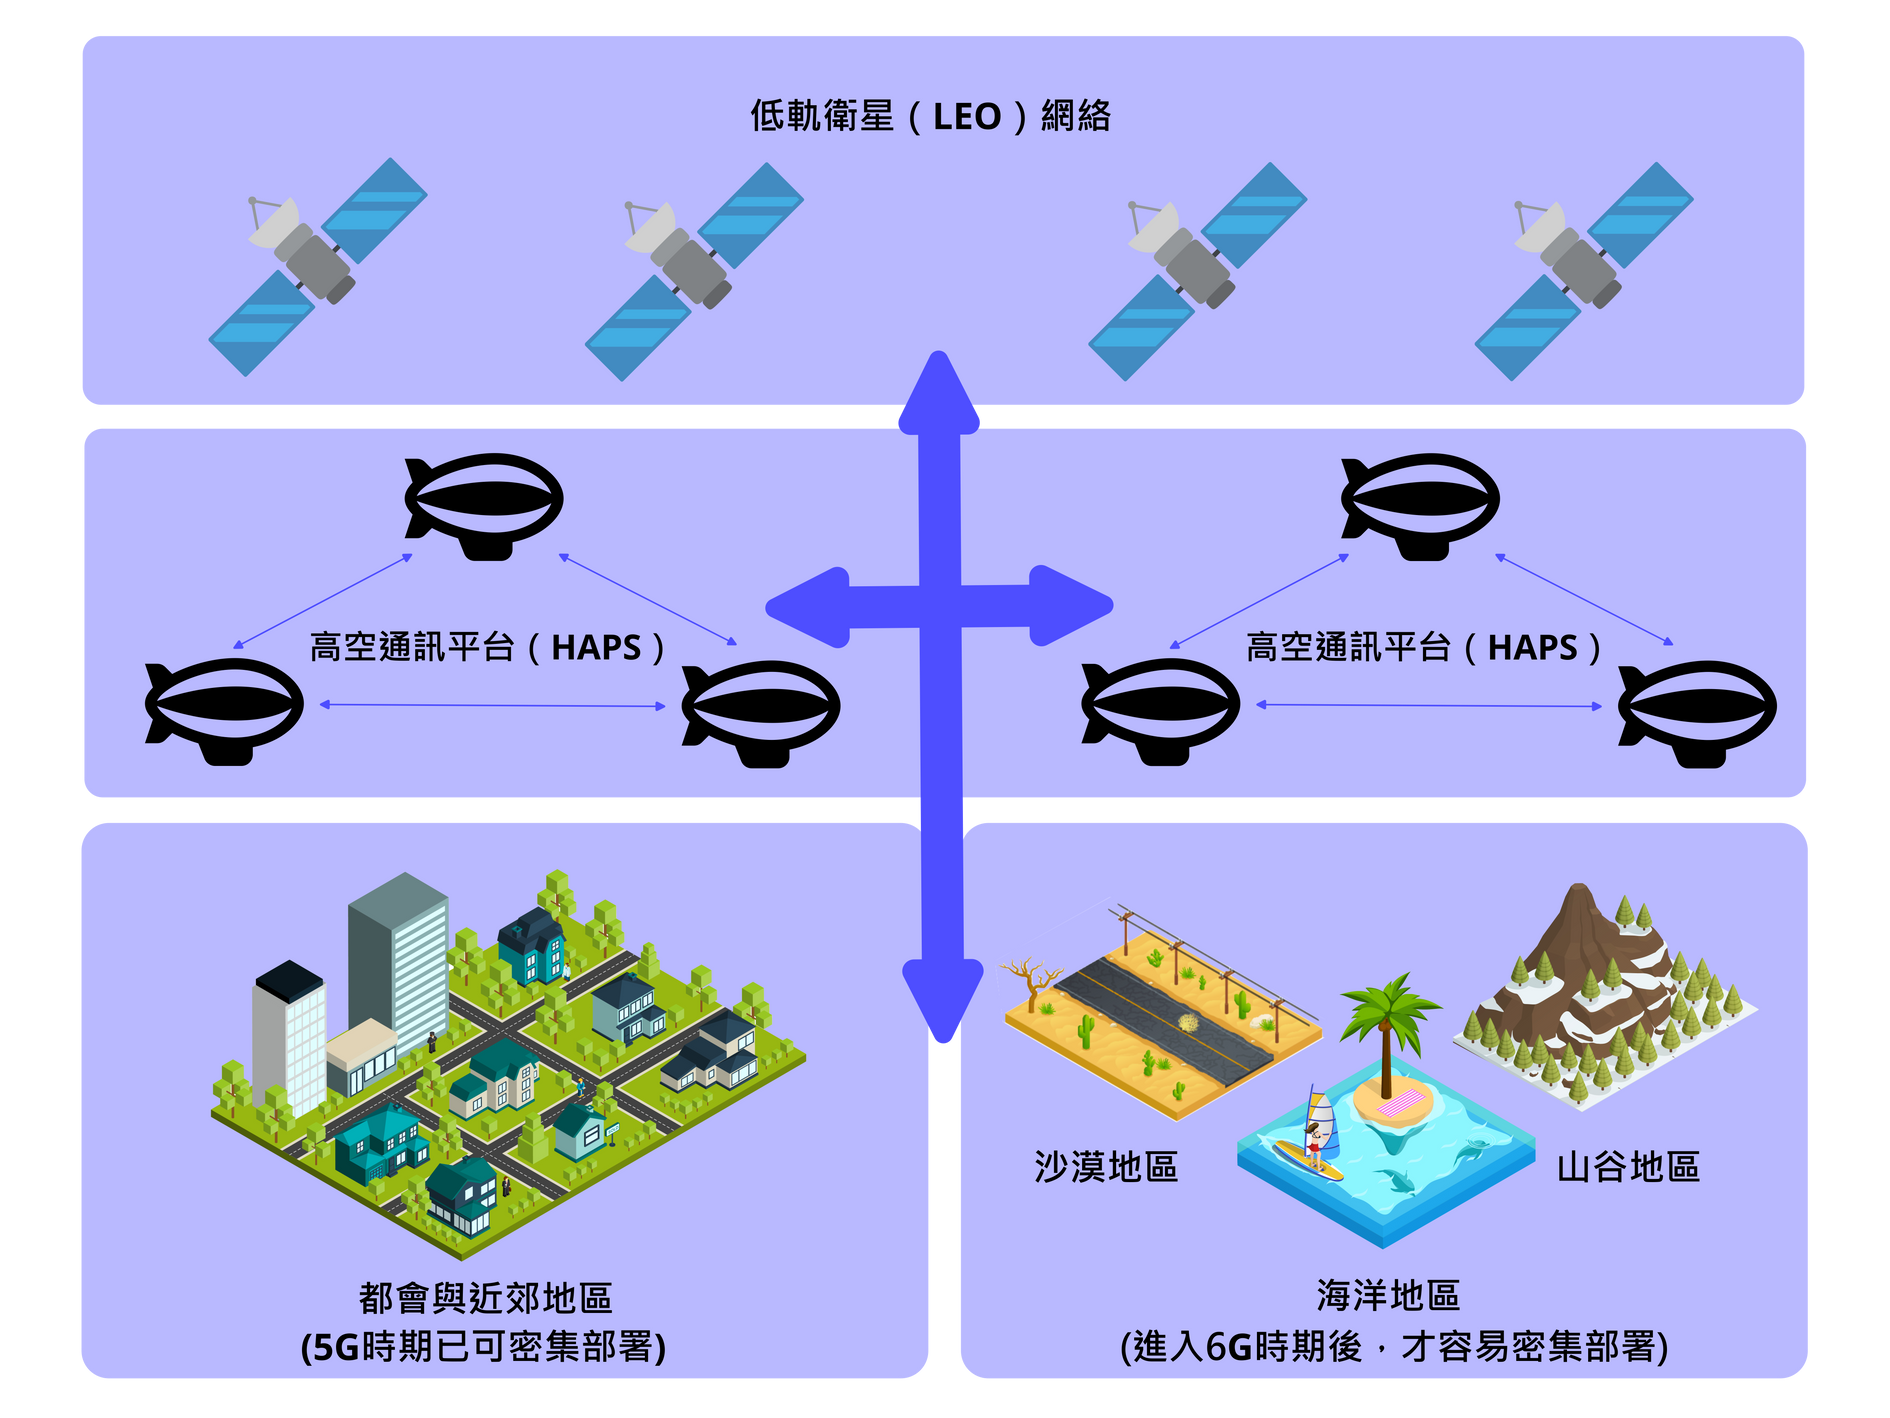 低軌衛星（LEO）網絡
高空通訊平台（HAPS）
高空通訊平台（HAPS）
沙漠地區
山谷地區
都會與近郊地區
(5G時期已可密集部署)
海洋地區
(進入6G時期後，才容易密集部署)